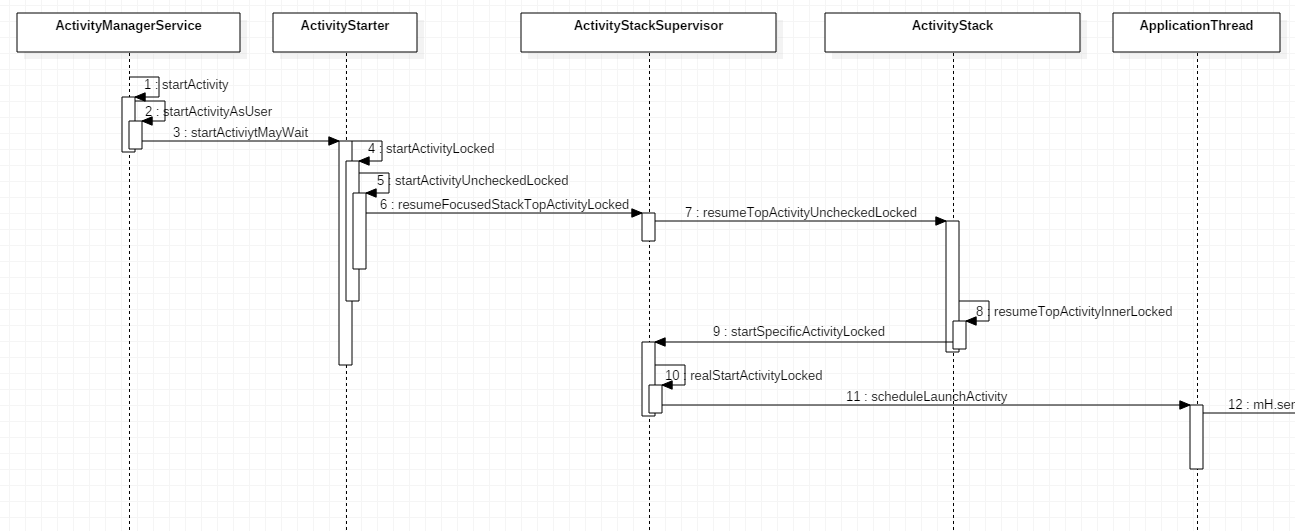 ActivityManagerService
ActivityStarter
ActivityStackSupervisor
ActivityStack
ApplicationThread
1 : startActivity
2 : startActivityAsUser
3 : startActiviytMayWait
4 : startActivityLocked
5 : startActivityUncheckedLocked
6 : resumeFocusedStackTopActivityLocked
7 : resumeTopActivityUncheckedLocked
8 : resumeTopActivityInnerLocked
9 : startSpecificActivityLocked
10 : realStartActivityLocked
11 : scheduleLaunchActivity
12 : mH.ser